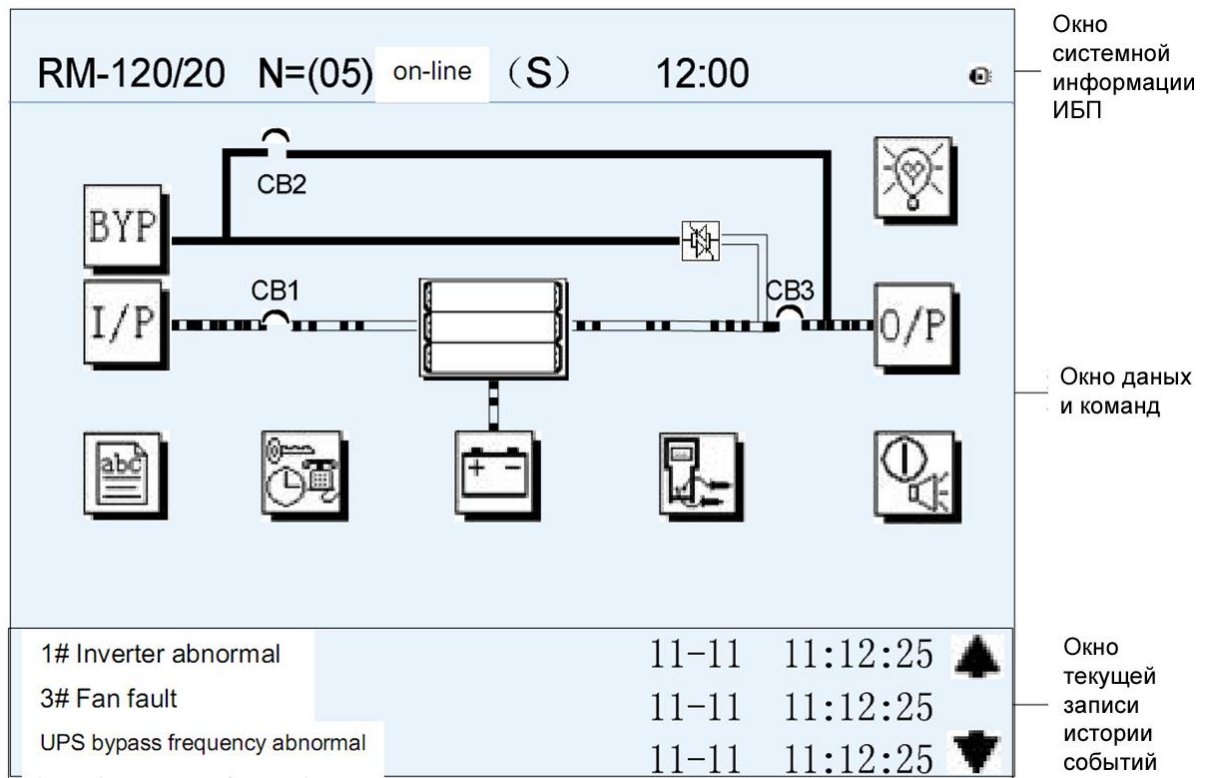 RM-120/20 N=(05) on-line (S) 12:00
Окно
системной
информации
ИБП
CB2
BYP
CB1
CB3
I/P
O/P
Окно даных
и команд
abc
+ -
1# Inverter abnormal 11-11 11:12:25
3# Fan fault 11-11 11:12:25
UPS bypass frequency abnormal 11-11 11:12:25
Окно
текущей
записи
истории
событий